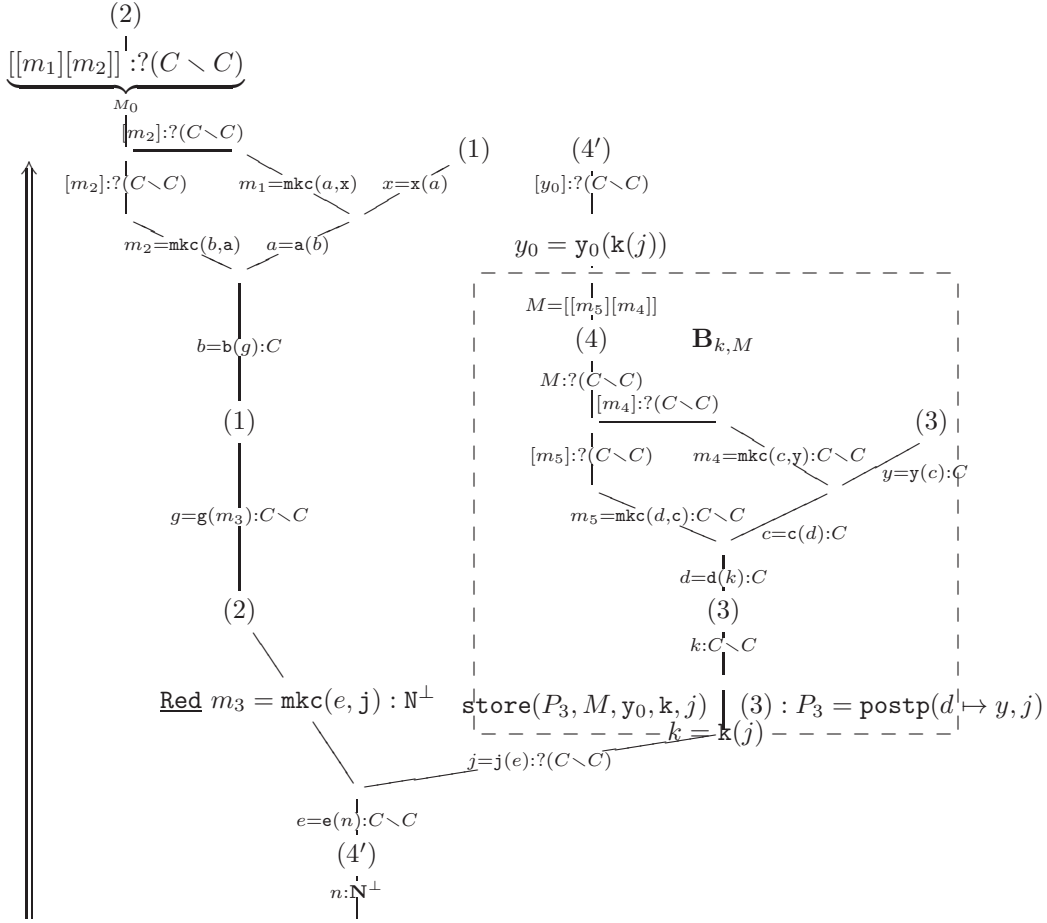 (2)
[[m₁][m₂]] :?(C ∖ C)
M₀
[m₂]:?(C∖C)
(1) (4′)
[m₂]:?(C∖C) m₁=mkc(a,x) x=x(a) [y₀]:?(C∖C)
m₂=mkc(b,a) a=a(b) y₀ = y₀(k(j))
M=[[m₅][m₄]]
b=b(g):C (4) B_{k,M}
M:?(C∖C)
[m₄]:?(C∖C)
(1) (3)
[m₅]:?(C∖C) m₄=mkc(c,y):C∖C y=y(c):C
g=g(m₃):C∖C m₅=mkc(d,c):C∖C c=c(d):C
d=d(k):C
(2) (3)
k:C∖C
Red m₃ = mkc(e, j) : N^⊥ store(P₃, M, y₀, k, j) (3) : P₃ = postp(d ↦ y, j)
k = k(j)
j=j(e):?(C∖C)
e=e(n):C∖C
(4′)
n:N^⊥